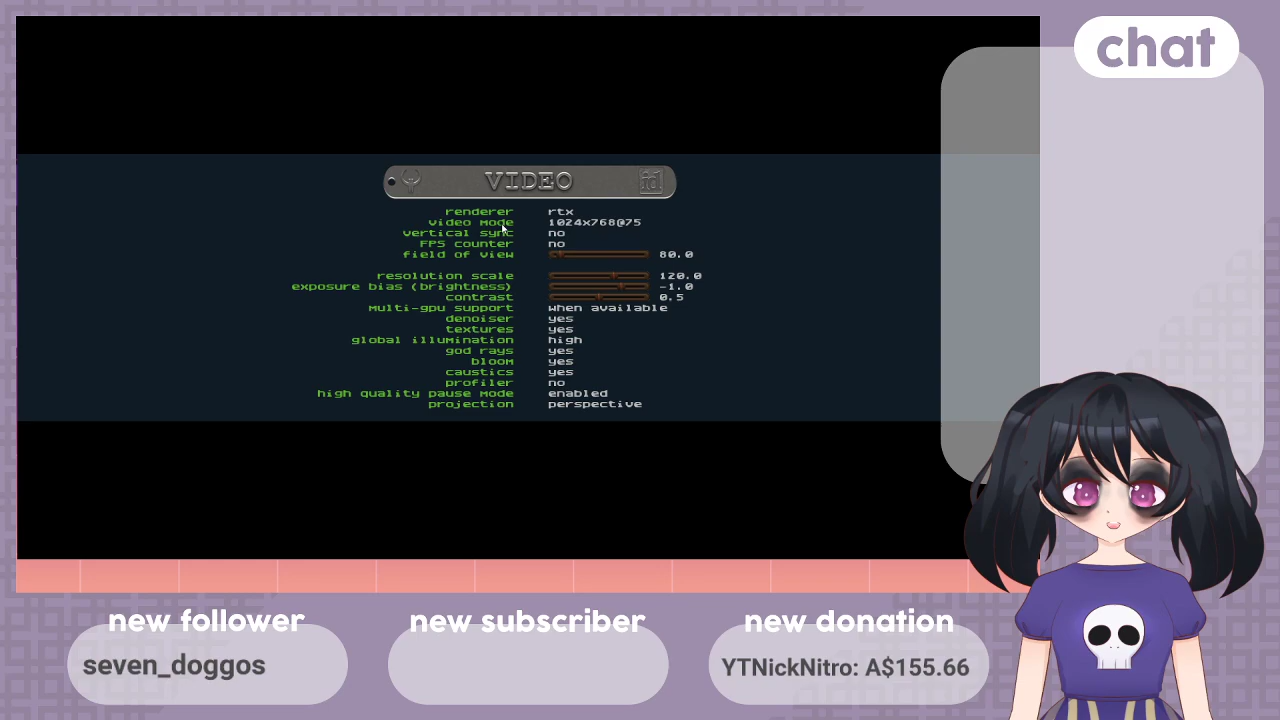 chat
VIDEO
id
renderer rtx
video mode 1024x768@75
vertical sync no
FPS counter no
field of view 80.0
resolution scale 120.0
exposure bias (brightness) -1.0
contrast 0.5
multi-gpu support when available
denoiser yes
textures yes
global illumination high
god rays yes
bloom yes
caustics yes
profiler no
high quality pause mode enabled
projection perspective
new follower
seven_doggos
new subscriber
new donation
YTNickNitro: A$155.66